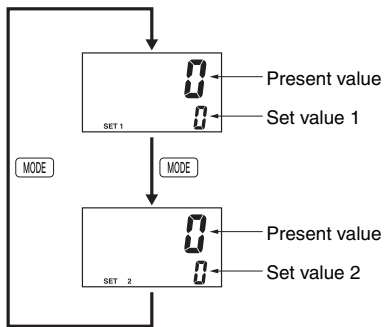 0
Present value
0
Set value 1
SET 1
MODE
MODE
0
Present value
0
Set value 2
SET 2